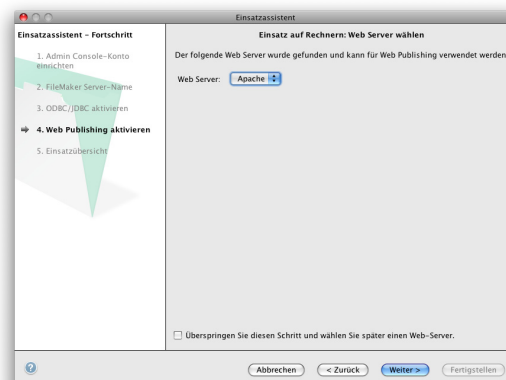 Einsatzassistent
Einsatzassistent – Fortschritt
1. Admin Console-Konto
einrichten
2. FileMaker Server-Name
3. ODBC/JDBC aktivieren
4. Web Publishing aktivieren
5. Einsatzübersicht
Einsatz auf Rechnern: Web Server wählen
Der folgende Web Server wurde gefunden und kann für Web Publishing verwendet werden
Web Server: Apache
Überspringen Sie diesen Schritt und wählen Sie später einen Web-Server.
? Abbrechen < Zurück Weiter > Fertigstellen